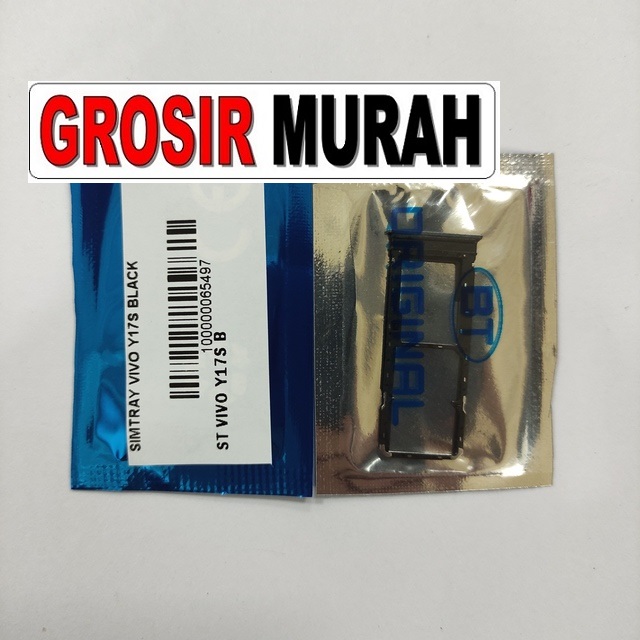 GROSIR MURAH
SIMTRAY VIVO Y17S BLACK
100000065497
ST VIVO Y17S B
ORIGINAL
BT